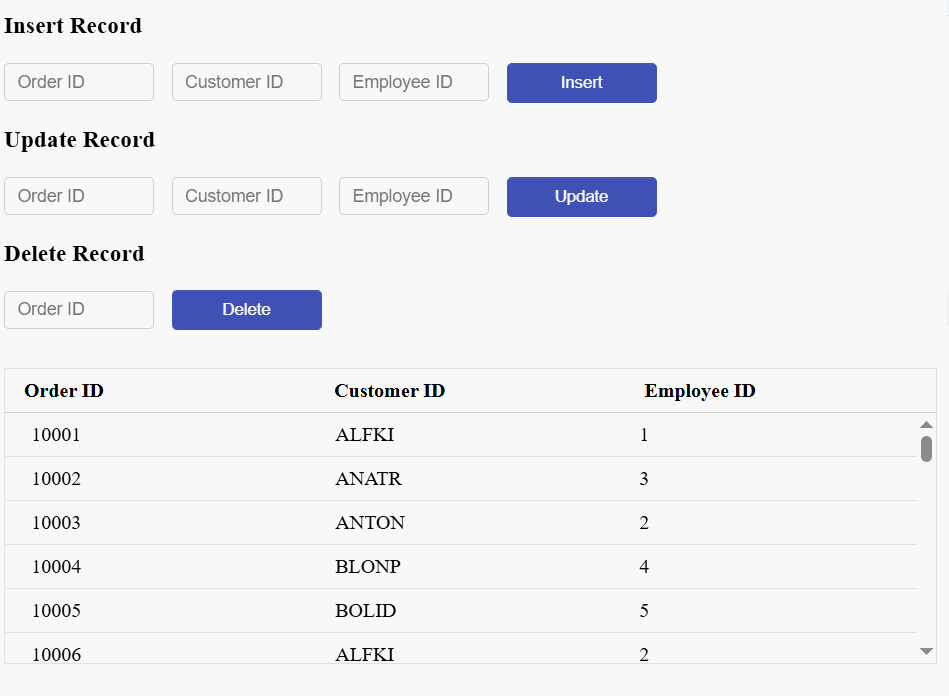 Insert Record
Order ID Customer ID Employee ID Insert
Update Record
Order ID Customer ID Employee ID Update
Delete Record
Order ID Delete
Order ID Customer ID Employee ID
10001 ALFKI 1
10002 ANATR 3
10003 ANTON 2
10004 BLONP 4
10005 BOLID 5
10006 ALFKI 2